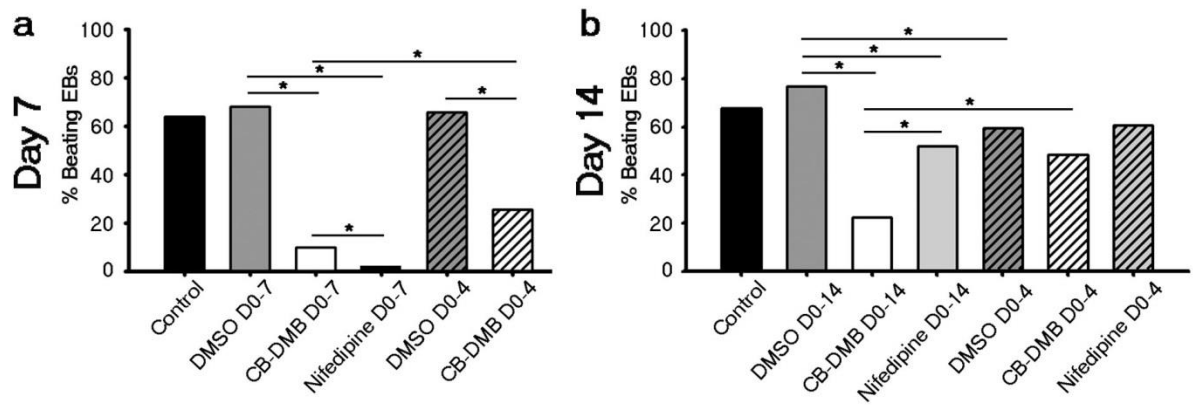 a
Day 7
% Beating EBs
100
80
60
40
20
0
* * * * *
Control
DMSO D0-7
CB-DMB D0-7
Nifedipine D0-7
DMSO D0-4
CB-DMB D0-4
b
Day 14
% Beating EBs
100
80
60
40
20
0
* * * * *
Control
DMSO D0-14
CB-DMB D0-14
Nifedipine D0-14
DMSO D0-4
CB-DMB D0-4
Nifedipine D0-4